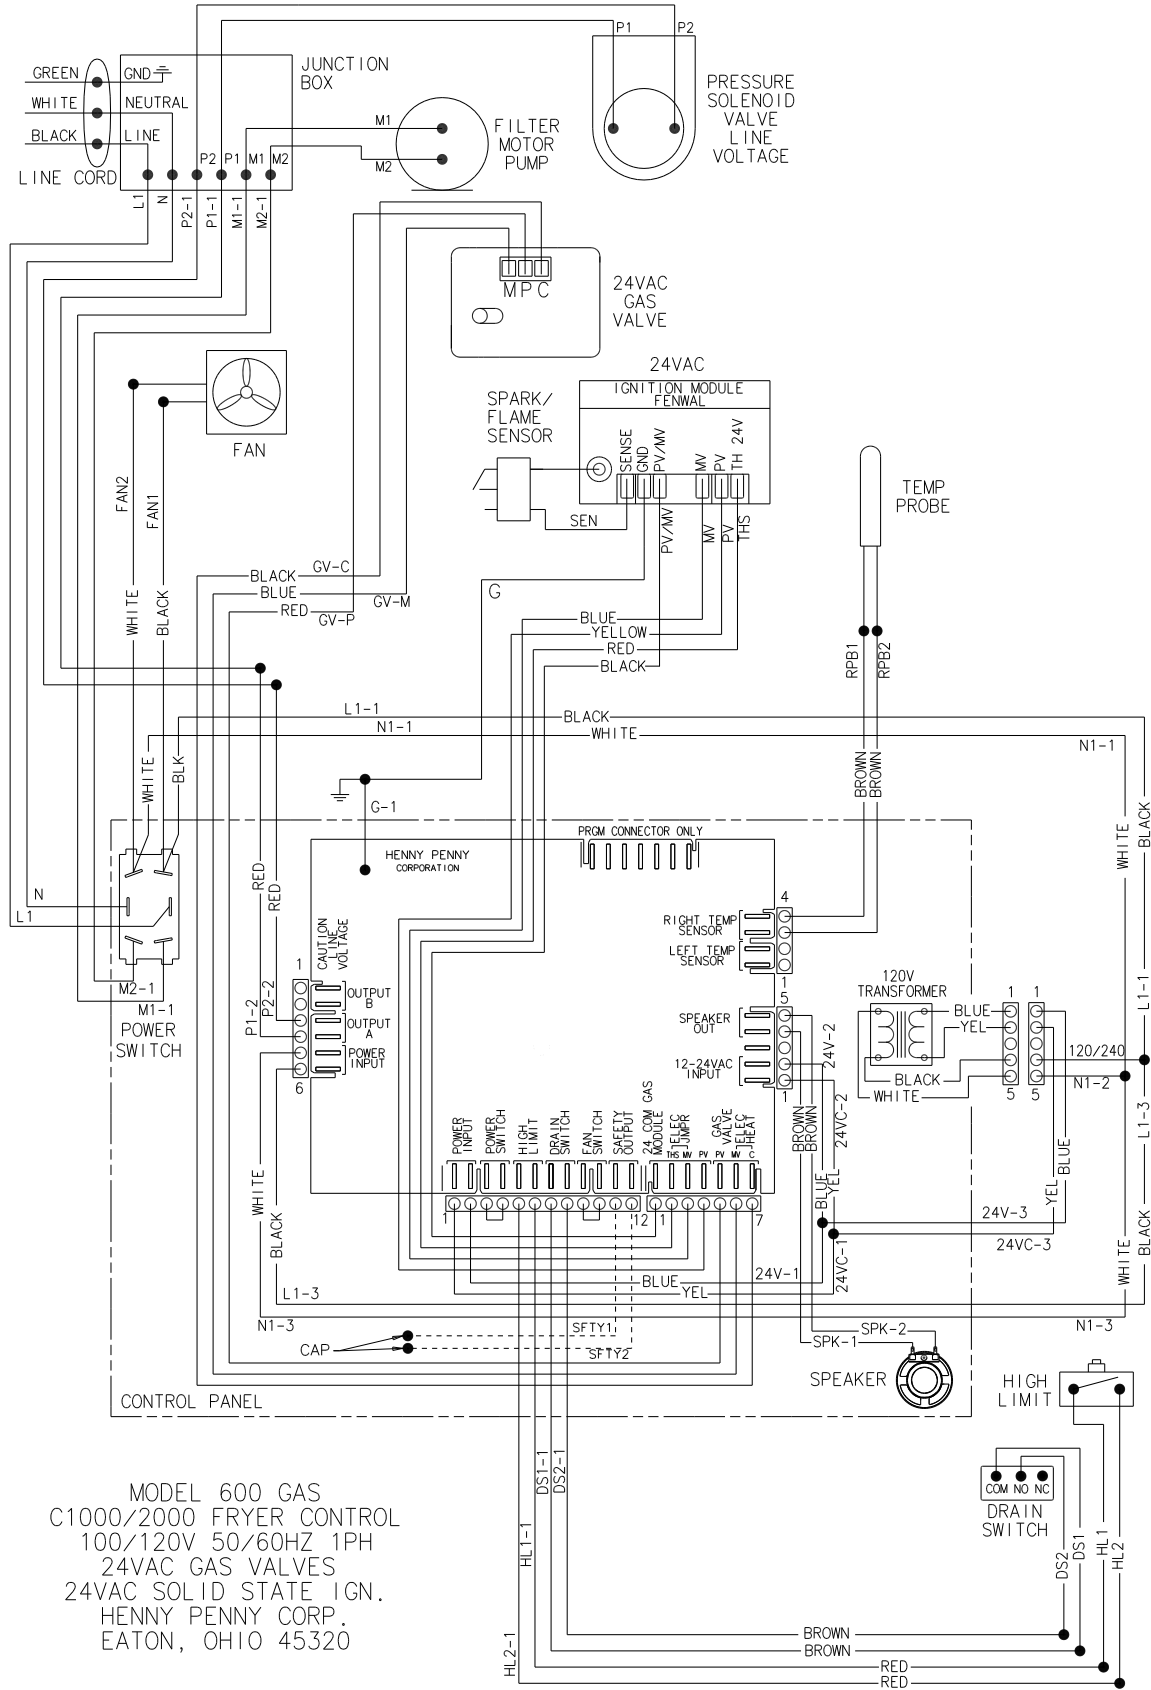 P1
P2
JUNCTION
BOX
GREEN
GND
WHITE
NEUTRAL
BLACK
LINE
LINE CORD
P2
P1
M1
M2
M1
M2
FILTER
MOTOR
PUMP
PRESSURE
SOLENOID
VALVE
LINE
VOLTAGE
L1
N
P2-1
P1-1
M1-1
M2-1
M P C
24VAC
GAS
VALVE
24VAC
IGNITION MODULE
FENWAL
SPARK/
FLAME
SENSOR
SENSE
GND
PV/MV
MV
PV
TH 24V
SEN
PV/MV
MV
PV
THS
FAN
FAN2
FAN1
WHITE
BLACK
TEMP
PROBE
BLACK
GV-C
BLUE
GV-M
RED
GV-P
G
BLUE
YELLOW
RED
BLACK
RPB1
RPB2
L1-1
BLACK
N1-1
WHITE
N1-1
WHITE
BLK
G-1
BROWN
BROWN
WHITE
BLACK
PRGM CONNECTOR ONLY
HENNY PENNY
CORPORATION
RED
RED
N
L1
CAUTION
LINE
VOLTAGE
4
RIGHT TEMP
SENSOR
LEFT TEMP
SENSOR
1
1
OUTPUT
B
OUTPUT
A
POWER
INPUT
6
M2-1
M1-1
POWER
SWITCH
P1-2
P2-2
5
SPEAKER
OUT
12-24VAC
INPUT
1
24V-2
120V
TRANSFORMER
BLUE
YEL
BLACK
WHITE
1
1
5
5
120/240
N1-2
L1-1
L1-3
POWER
INPUT
POWER
SWITCH
HIGH
LIMIT
DRAIN
SWITCH
FAN
SWITCH
SAFETY
OUTPUT
24 COM GAS
MODULE
ELEC
JMPR
GAS
VALVE
ELEC
HEAT
THS
MV
PV
PV
MV
C
1
12
1
7
BROWN
BROWN
24VC-2
BLUE
YEL
WHITE
BLACK
YEL
BLUE
24V-3
24VC-3
BLACK
WHITE
BLUE
24V-1
YEL
24VC-1
L1-3
N1-3
N1-3
SFTY1
SFTY2
CAP
SPK-2
SPK-1
SPEAKER
CONTROL PANEL
HIGH
LIMIT
COM NO NC
DRAIN
SWITCH
DS1-1
DS2-1
HL1-1
HL2-1
DS2
DS1
HL1
HL2
MODEL 600 GAS
C1000/2000 FRYER CONTROL
100/120V 50/60HZ 1PH
24VAC GAS VALVES
24VAC SOLID STATE IGN.
HENNY PENNY CORP.
EATON, OHIO 45320
BROWN
BROWN
RED
RED